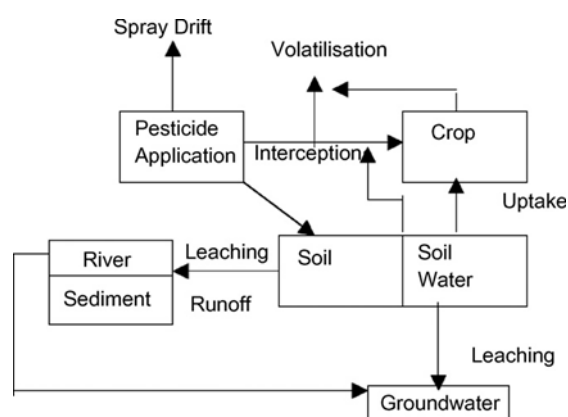 Spray Drift
Volatilisation
Pesticide
Application
Interception
Crop
Uptake
River
Sediment
Leaching
Runoff
Soil
Soil
Water
Leaching
Groundwater